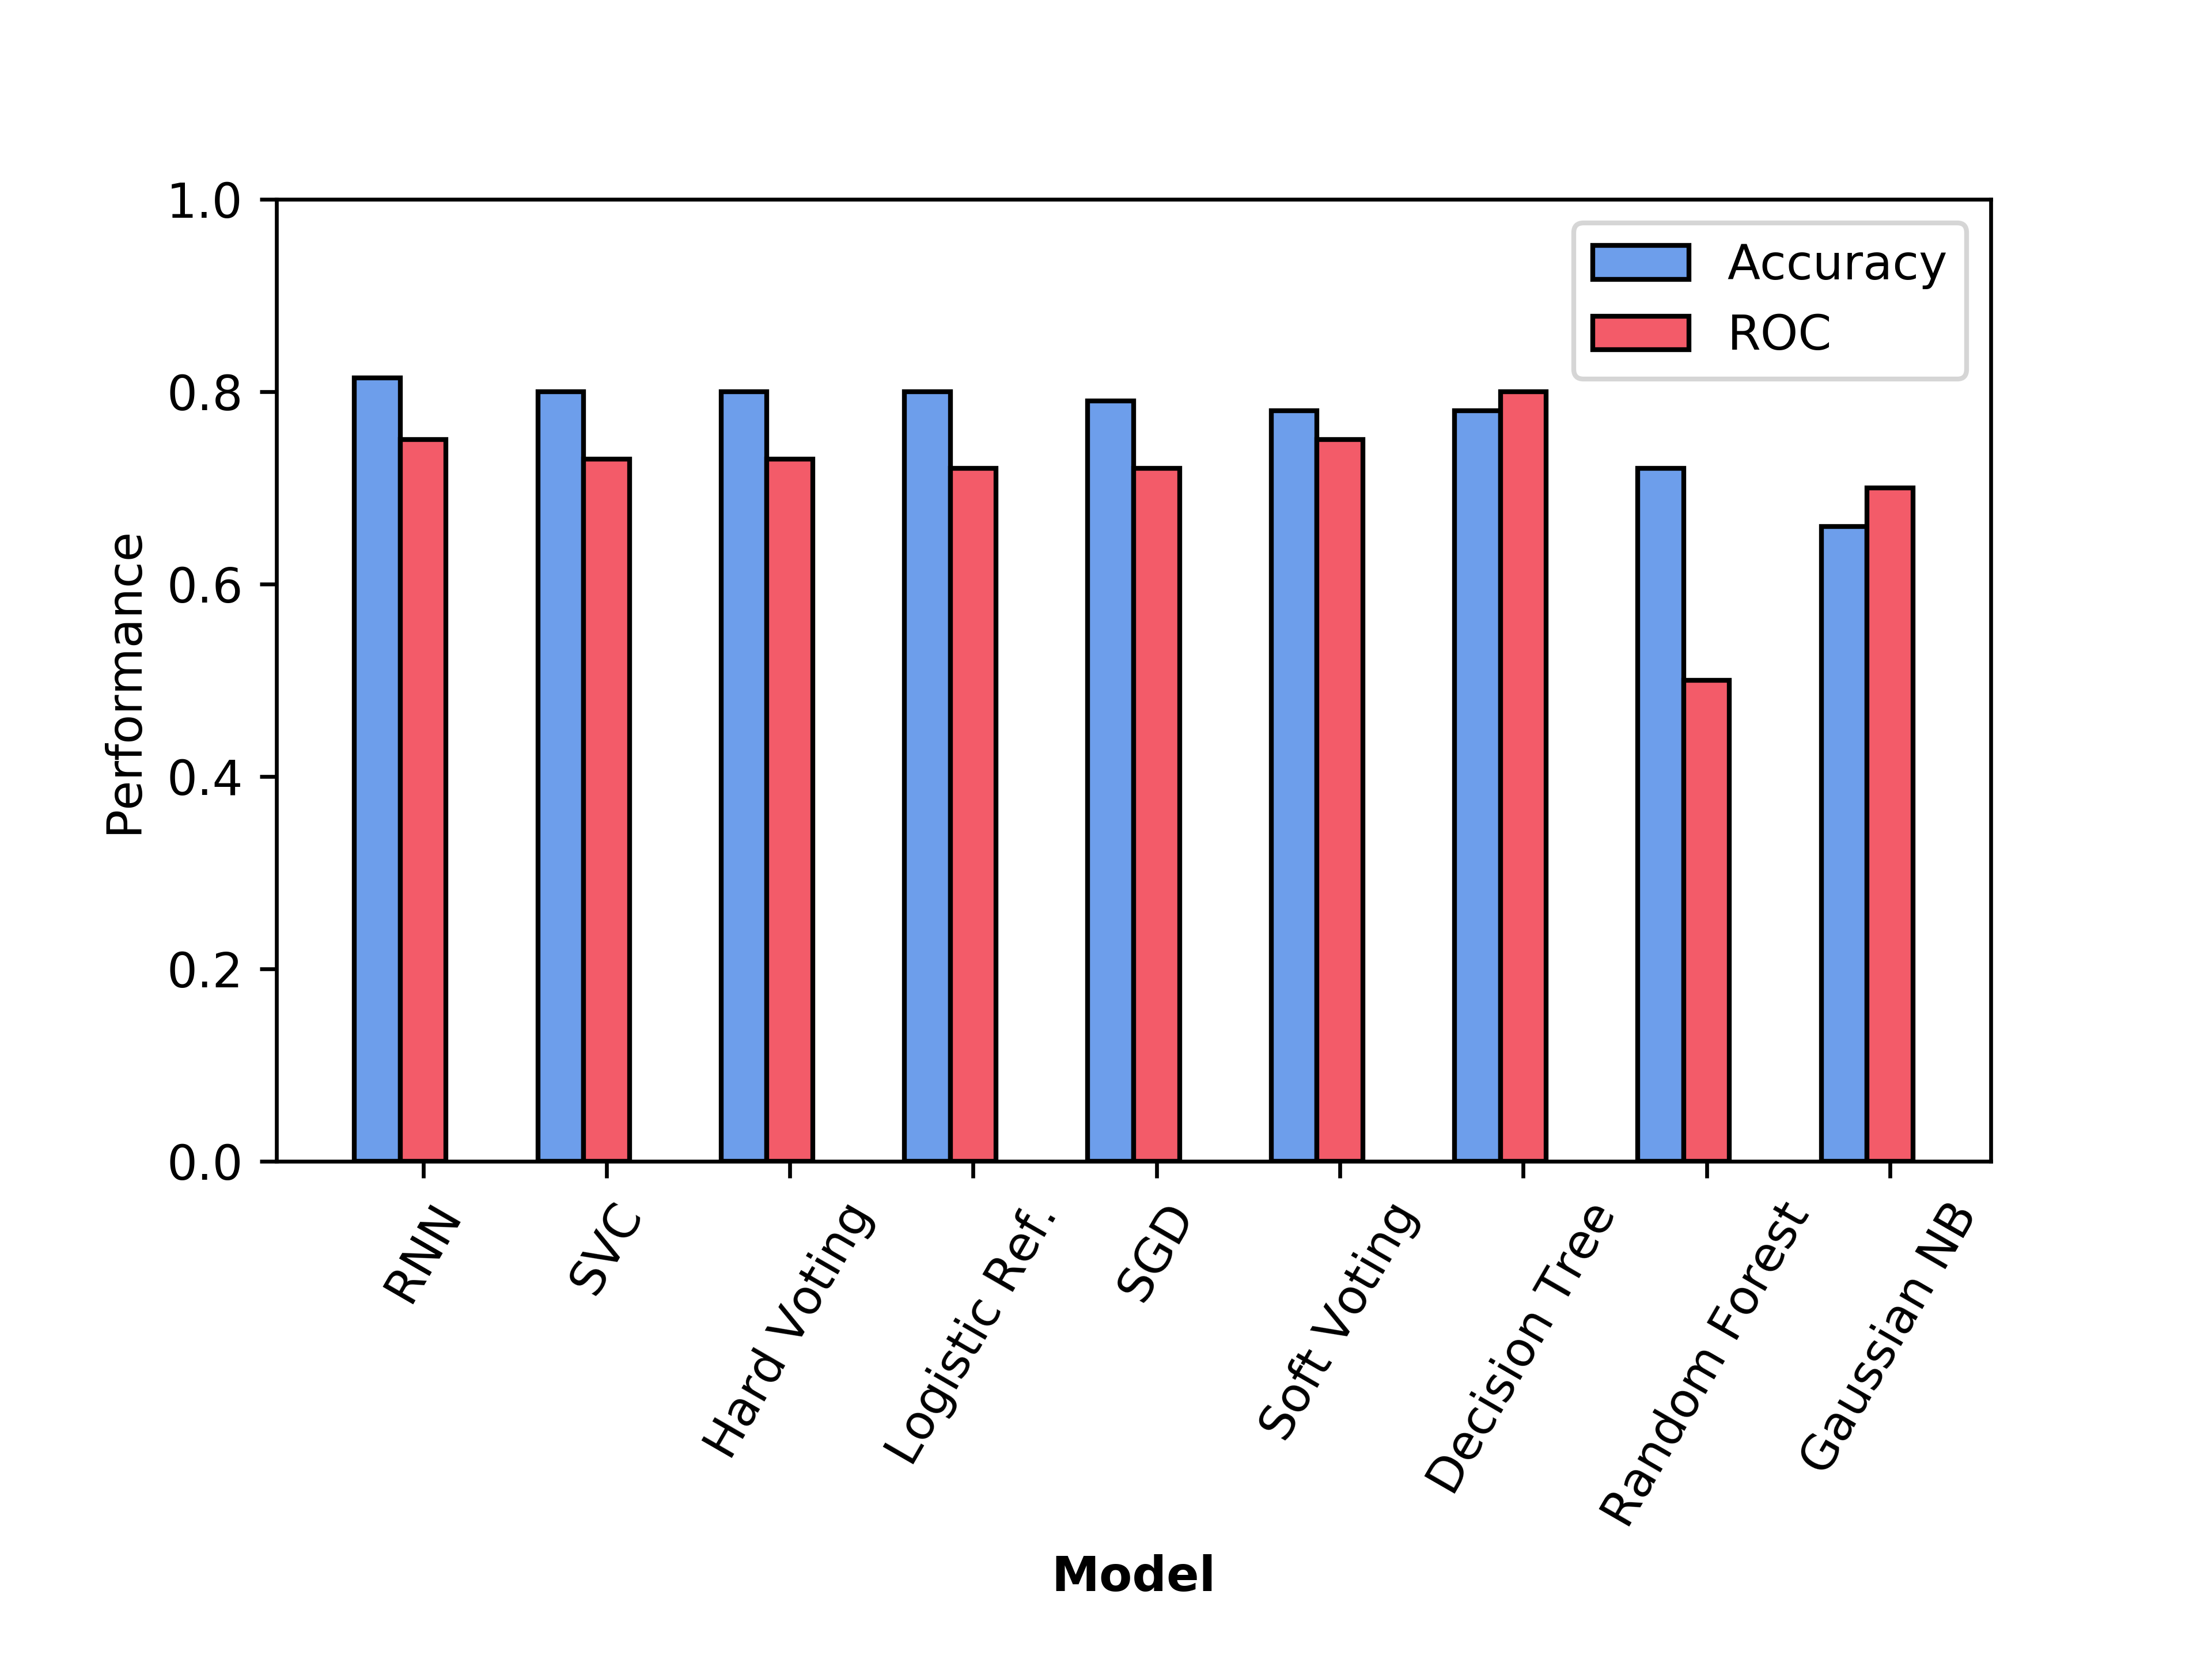 1.0
0.8
0.6
0.4
0.2
0.0
Performance
Accuracy
ROC
RNN
SVC
Hard Voting
Logistic Ref.
SGD
Soft Voting
Decision Tree
Random Forest
Gaussian NB
Model